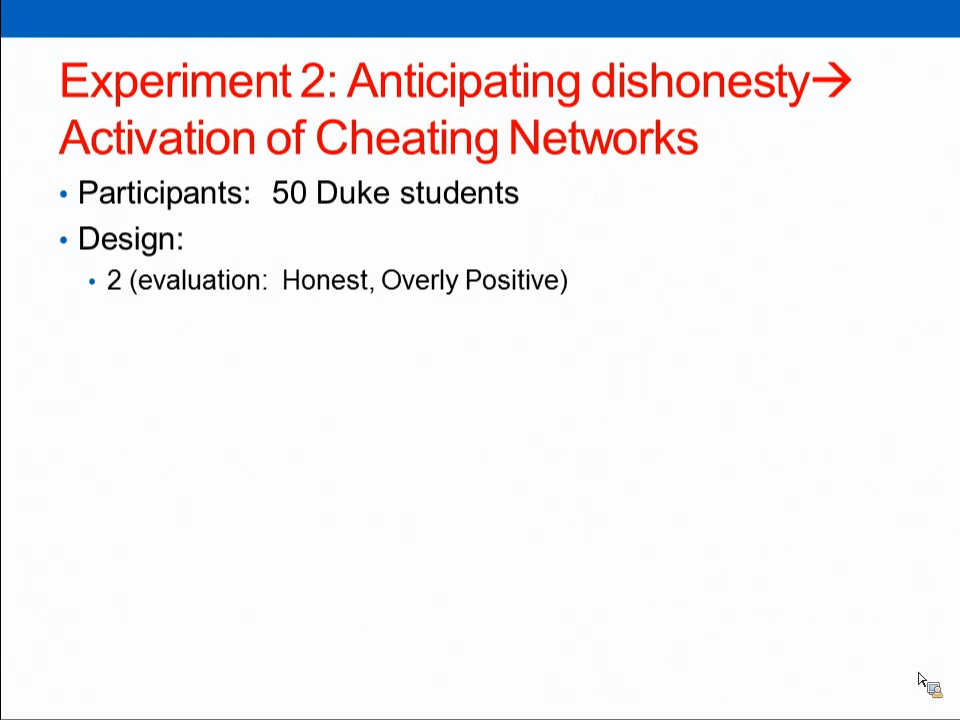 Experiment 2: Anticipating dishonesty→
Activation of Cheating Networks
• Participants: 50 Duke students
• Design:
• 2 (evaluation: Honest, Overly Positive)